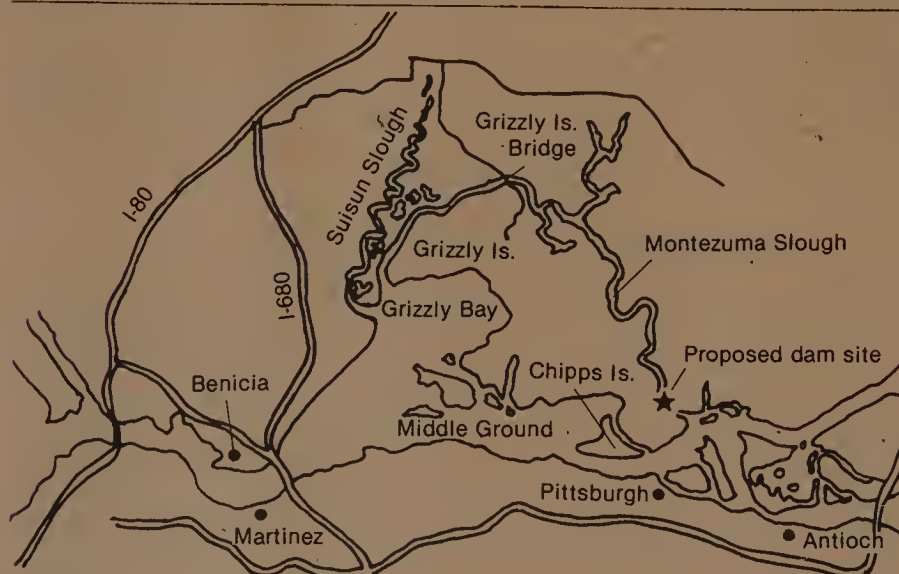 Grizzly Is.
Bridge
Suisun Slough
I-80
Grizzly Is.
Montezuma Slough
I-680
Grizzly Bay
Proposed dam site
Chipps Is.
Benicia
Middle Ground
Pittsburgh
Martinez
Antioch